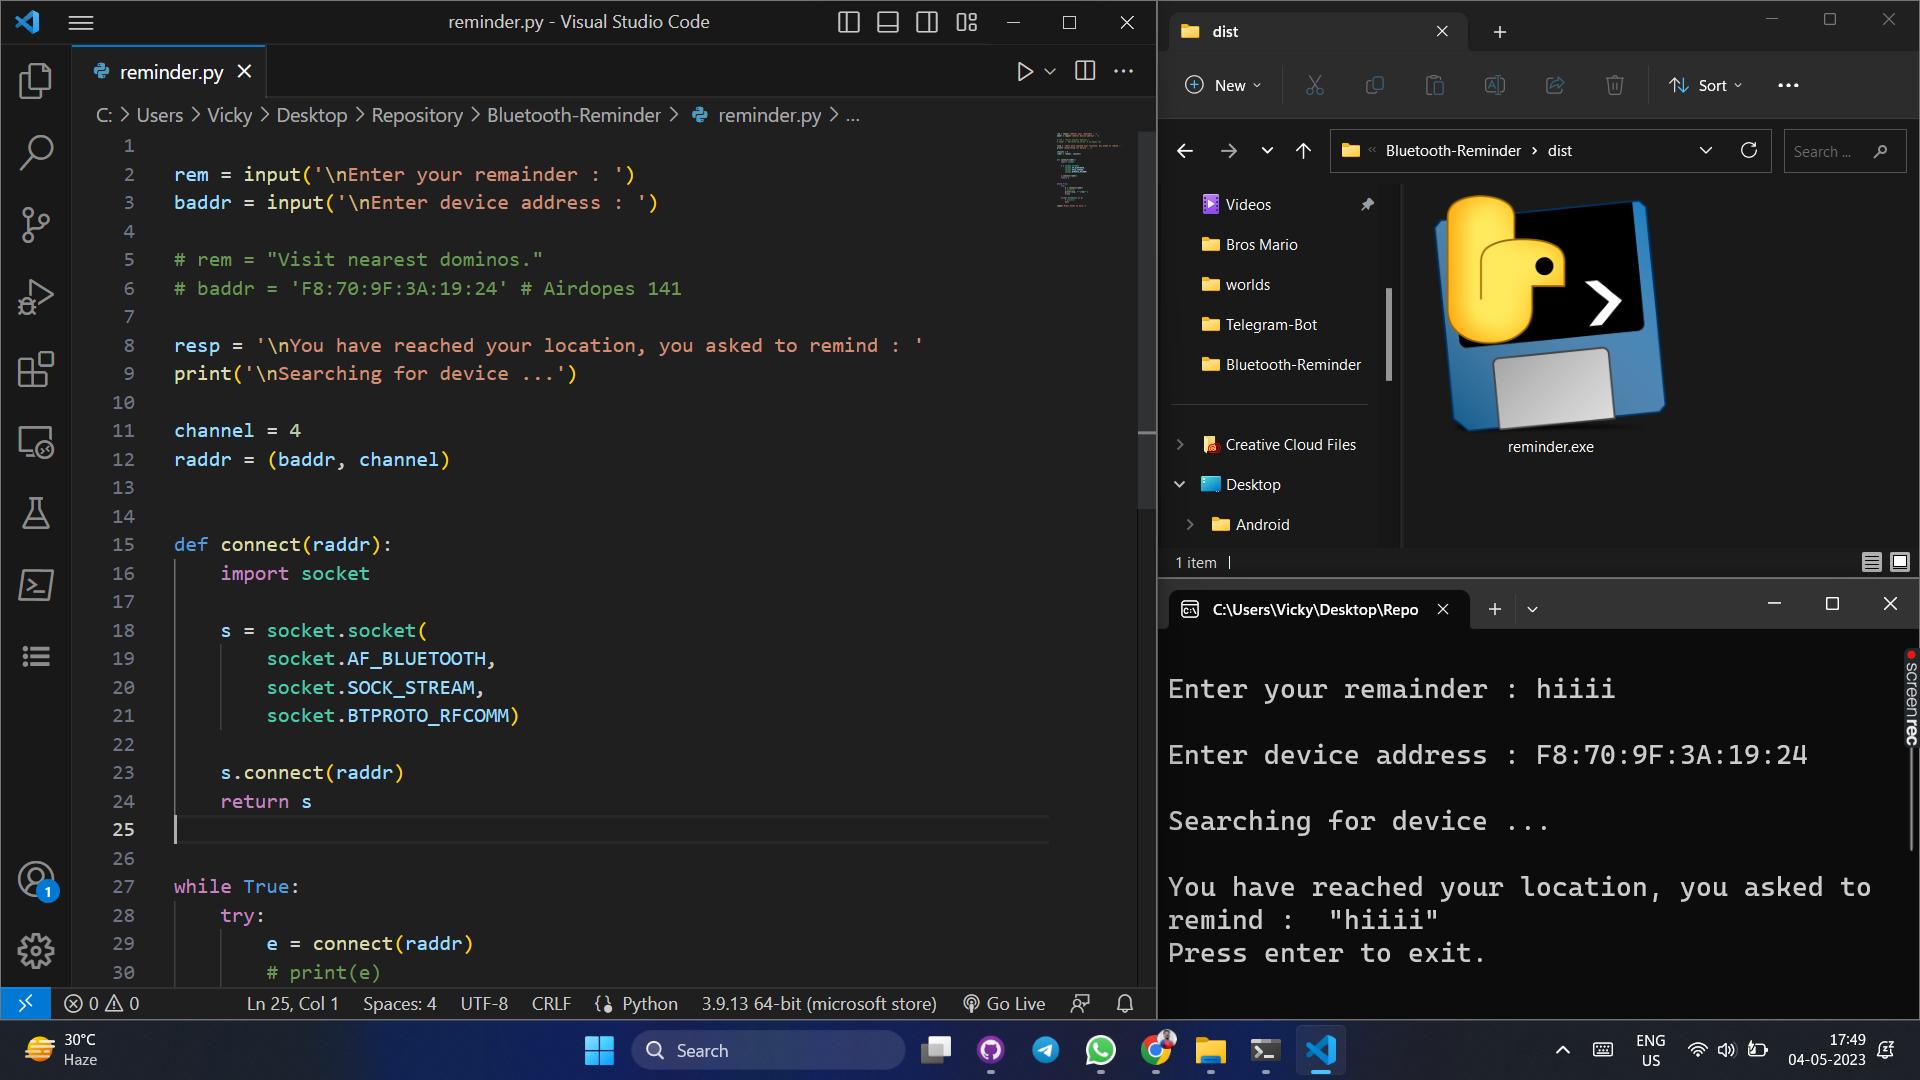 reminder.py - Visual Studio Code
reminder.py
C: > Users > Vicky > Desktop > Repository > Bluetooth-Reminder > reminder.py > ...
1
2 rem = input('\nEnter your remainder : ')
3 baddr = input('\nEnter device address : ')
4
5 # rem = "Visit nearest dominos."
6 # baddr = 'F8:70:9F:3A:19:24' # Airdopes 141
7
8 resp = '\nYou have reached your location, you asked to remind : '
9 print('\nSearching for device ...')
10
11 channel = 4
12 raddr = (baddr, channel)
13
14
15 def connect(raddr):
16 import socket
17
18 s = socket.socket(
19 socket.AF_BLUETOOTH,
20 socket.SOCK_STREAM,
21 socket.BTPROTO_RFCOMM)
22
23 s.connect(raddr)
24 return s
25
26
27 while True:
28 try:
29 e = connect(raddr)
30 # print(e)
1
0 0 Ln 25, Col 1 Spaces: 4 UTF-8 CRLF Python 3.9.13 64-bit (microsoft store) Go Live
dist
New Sort
« Bluetooth-Reminder > dist
Search ...
Videos
Bros Mario
worlds
Telegram-Bot
Bluetooth-Reminder
Creative Cloud Files
Desktop
Android
reminder.exe
1 item
C:\Users\Vicky\Desktop\Repo
Enter your remainder : hiiii
Enter device address : F8:70:9F:3A:19:24
Searching for device ...
You have reached your location, you asked to
remind :  "hiiii"
Press enter to exit.
screenrec
30°C
Haze
Search
ENG
US
17:49
04-05-2023